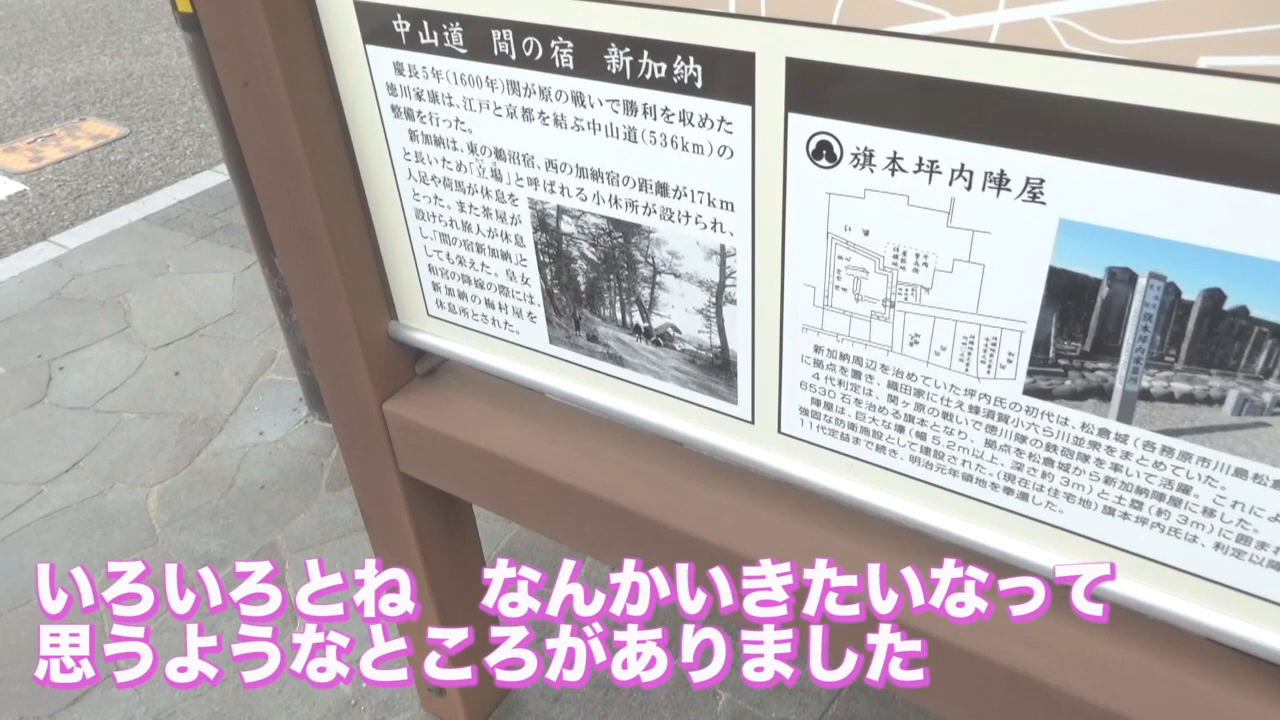 中山道 間の宿 新加納
慶長5年(1600年)関が原の戦いで勝利を収めた
徳川家康は、江戸と京都を結ぶ中山道(536km)の
整備を行った。
新加納は、東の鵜沼宿、西の加納宿の距離が17km
と長いため「立場」と呼ばれる小休所が設けられ、
人足や荷馬が休息を
とった。また茶屋が
設けられ旅人が休息
し、「間の宿新加納」と
しても栄えた。皇女
和宮の降嫁の際には、
新加納の梅村屋を
休息所とされた。
旗本坪内陣屋
新加納周辺を治めていた坪内氏の初代は、松倉城(各務原市川島松倉
に拠点を置き、織田家に仕え蜂須賀小六ら川並衆をまとめていた。
4代利定は、関ヶ原の戦いで徳川隊の鉄砲隊を率いて活躍。これによ
6530石を治める旗本となり、拠点を松倉城から新加納陣屋に移した。
陣屋は、巨大な壕(幅5.2m以上、深さ約3m)と土塁(約3m)に囲まれ
強固な防衛施設として建設された。(現在は住宅地)旗本坪内氏は、利定以降
11代定益まで続き、明治元年領地を奉還した。
いろいろとね なんかいきたいなって
思うようなところがありました